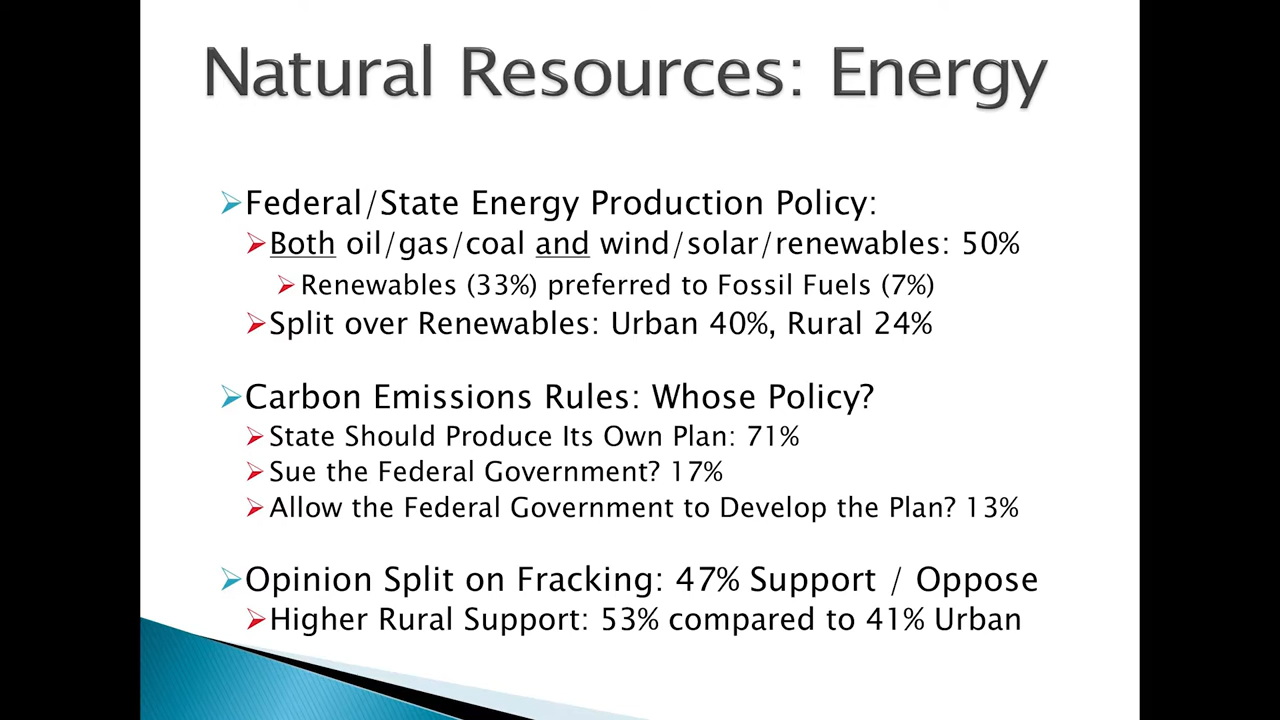 Natural Resources: Energy
Federal/State Energy Production Policy:
Both oil/gas/coal and wind/solar/renewables: 50%
Renewables (33%) preferred to Fossil Fuels (7%)
Split over Renewables: Urban 40%, Rural 24%
Carbon Emissions Rules: Whose Policy?
State Should Produce Its Own Plan: 71%
Sue the Federal Government? 17%
Allow the Federal Government to Develop the Plan? 13%
Opinion Split on Fracking: 47% Support / Oppose
Higher Rural Support: 53% compared to 41% Urban